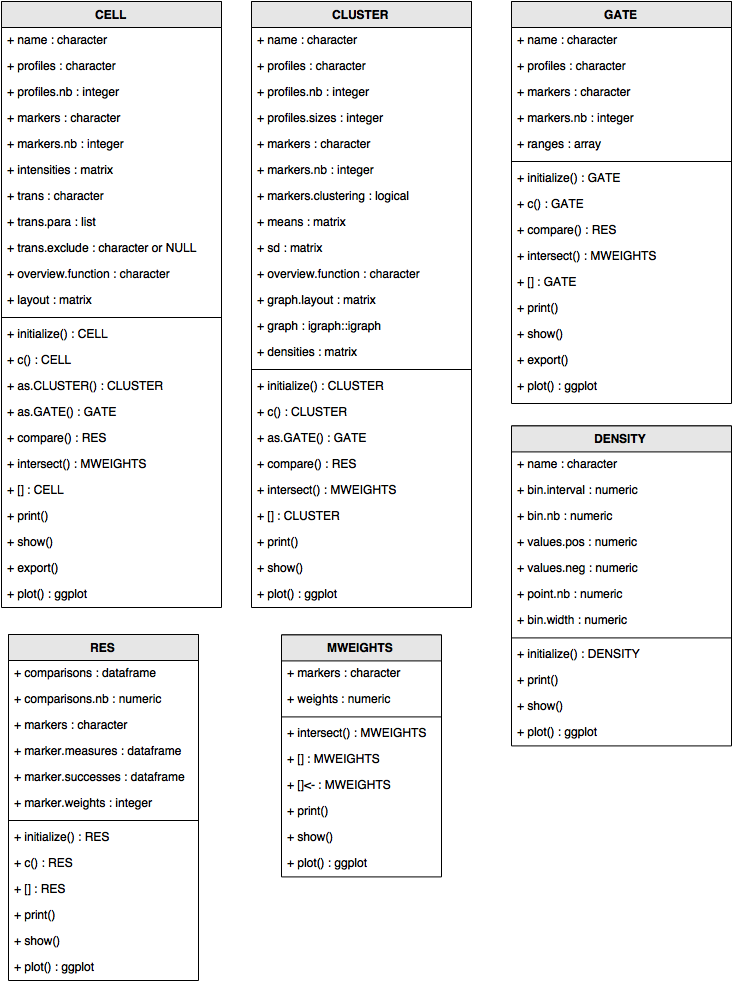 CELL
+ name : character
+ profiles : character
+ profiles.nb : integer
+ markers : character
+ markers.nb : integer
+ intensities : matrix
+ trans : character
+ trans.para : list
+ trans.exclude : character or NULL
+ overview.function : character
+ layout : matrix
+ initialize() : CELL
+ c() : CELL
+ as.CLUSTER() : CLUSTER
+ as.GATE() : GATE
+ compare() : RES
+ intersect() : MWEIGHTS
+ [] : CELL
+ print()
+ show()
+ export()
+ plot() : ggplot
CLUSTER
+ name : character
+ profiles : character
+ profiles.nb : integer
+ profiles.sizes : integer
+ markers : character
+ markers.nb : integer
+ markers.clustering : logical
+ means : matrix
+ sd : matrix
+ overview.function : character
+ graph.layout : matrix
+ graph : igraph::igraph
+ densities : matrix
+ initialize() : CLUSTER
+ c() : CLUSTER
+ as.GATE() : GATE
+ compare() : RES
+ intersect() : MWEIGHTS
+ [] : CLUSTER
+ print()
+ show()
+ plot() : ggplot
GATE
+ name : character
+ profiles : character
+ markers : character
+ markers.nb : integer
+ ranges : array
+ initialize() : GATE
+ c() : GATE
+ compare() : RES
+ intersect() : MWEIGHTS
+ [] : GATE
+ print()
+ show()
+ export()
+ plot() : ggplot
DENSITY
+ name : character
+ bin.interval : numeric
+ bin.nb : numeric
+ values.pos : numeric
+ values.neg : numeric
+ point.nb : numeric
+ bin.width : numeric
+ initialize() : DENSITY
+ print()
+ show()
+ plot() : ggplot
RES
+ comparisons : dataframe
+ comparisons.nb : numeric
+ markers : character
+ marker.measures : dataframe
+ marker.successes : dataframe
+ marker.weights : integer
+ initialize() : RES
+ c() : RES
+ [] : RES
+ print()
+ show()
+ plot() : ggplot
MWEIGHTS
+ markers : character
+ weights : numeric
+ intersect() : MWEIGHTS
+ [] : MWEIGHTS
+ []<- : MWEIGHTS
+ print()
+ show()
+ plot() : ggplot